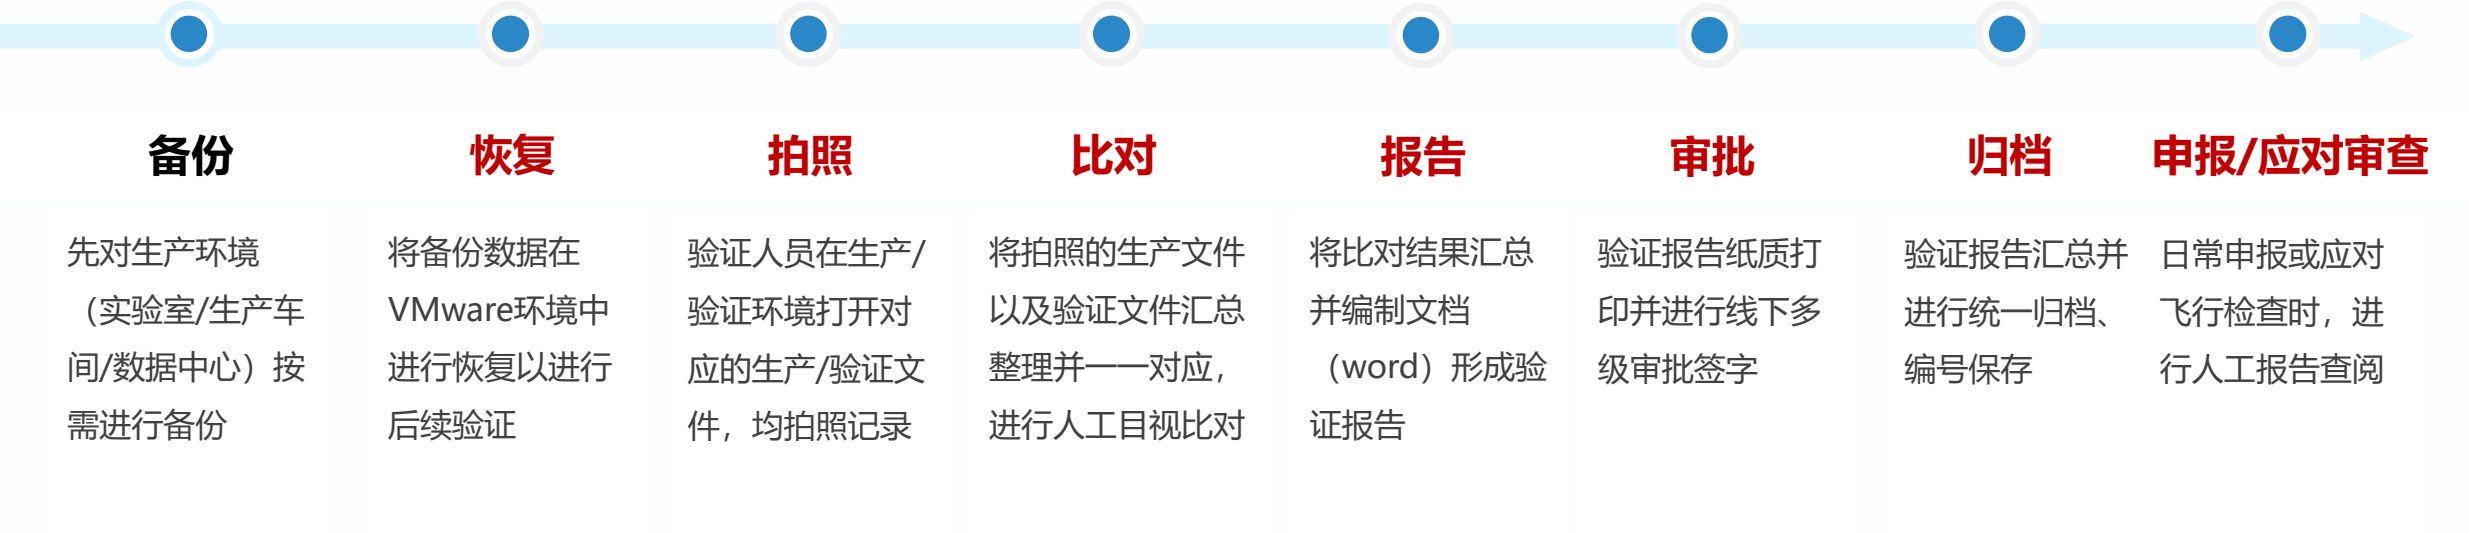 备份
先对生产环境
（实验室/生产车
间/数据中心）按
需进行备份
恢复
将备份数据在
VMware环境中
进行恢复以进行
后续验证
拍照
验证人员在生产/
验证环境打开对
应的生产/验证文
件，均拍照记录
比对
将拍照的生产文件
以及验证文件汇总
整理并一一对应，
进行人工目视比对
报告
将比对结果汇总
并编制文档
（word）形成验
证报告
审批
验证报告纸质打
印并进行线下多
级审批签字
归档
验证报告汇总并
进行统一归档、
编号保存
申报/应对审查
日常申报或应对
飞行检查时，进
行人工报告查阅